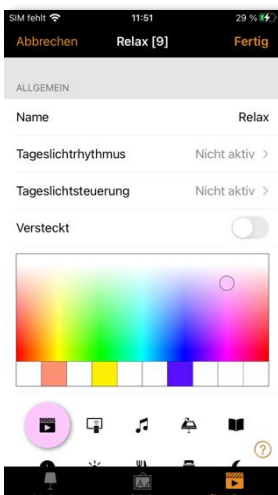 SIM fehlt 11:51 29 %
Abbrechen Relax [9] Fertig
ALLGEMEIN
Name Relax
Tageslichtrhythmus Nicht aktiv >
Tageslichtsteuerung Nicht aktiv >
Versteckt
?